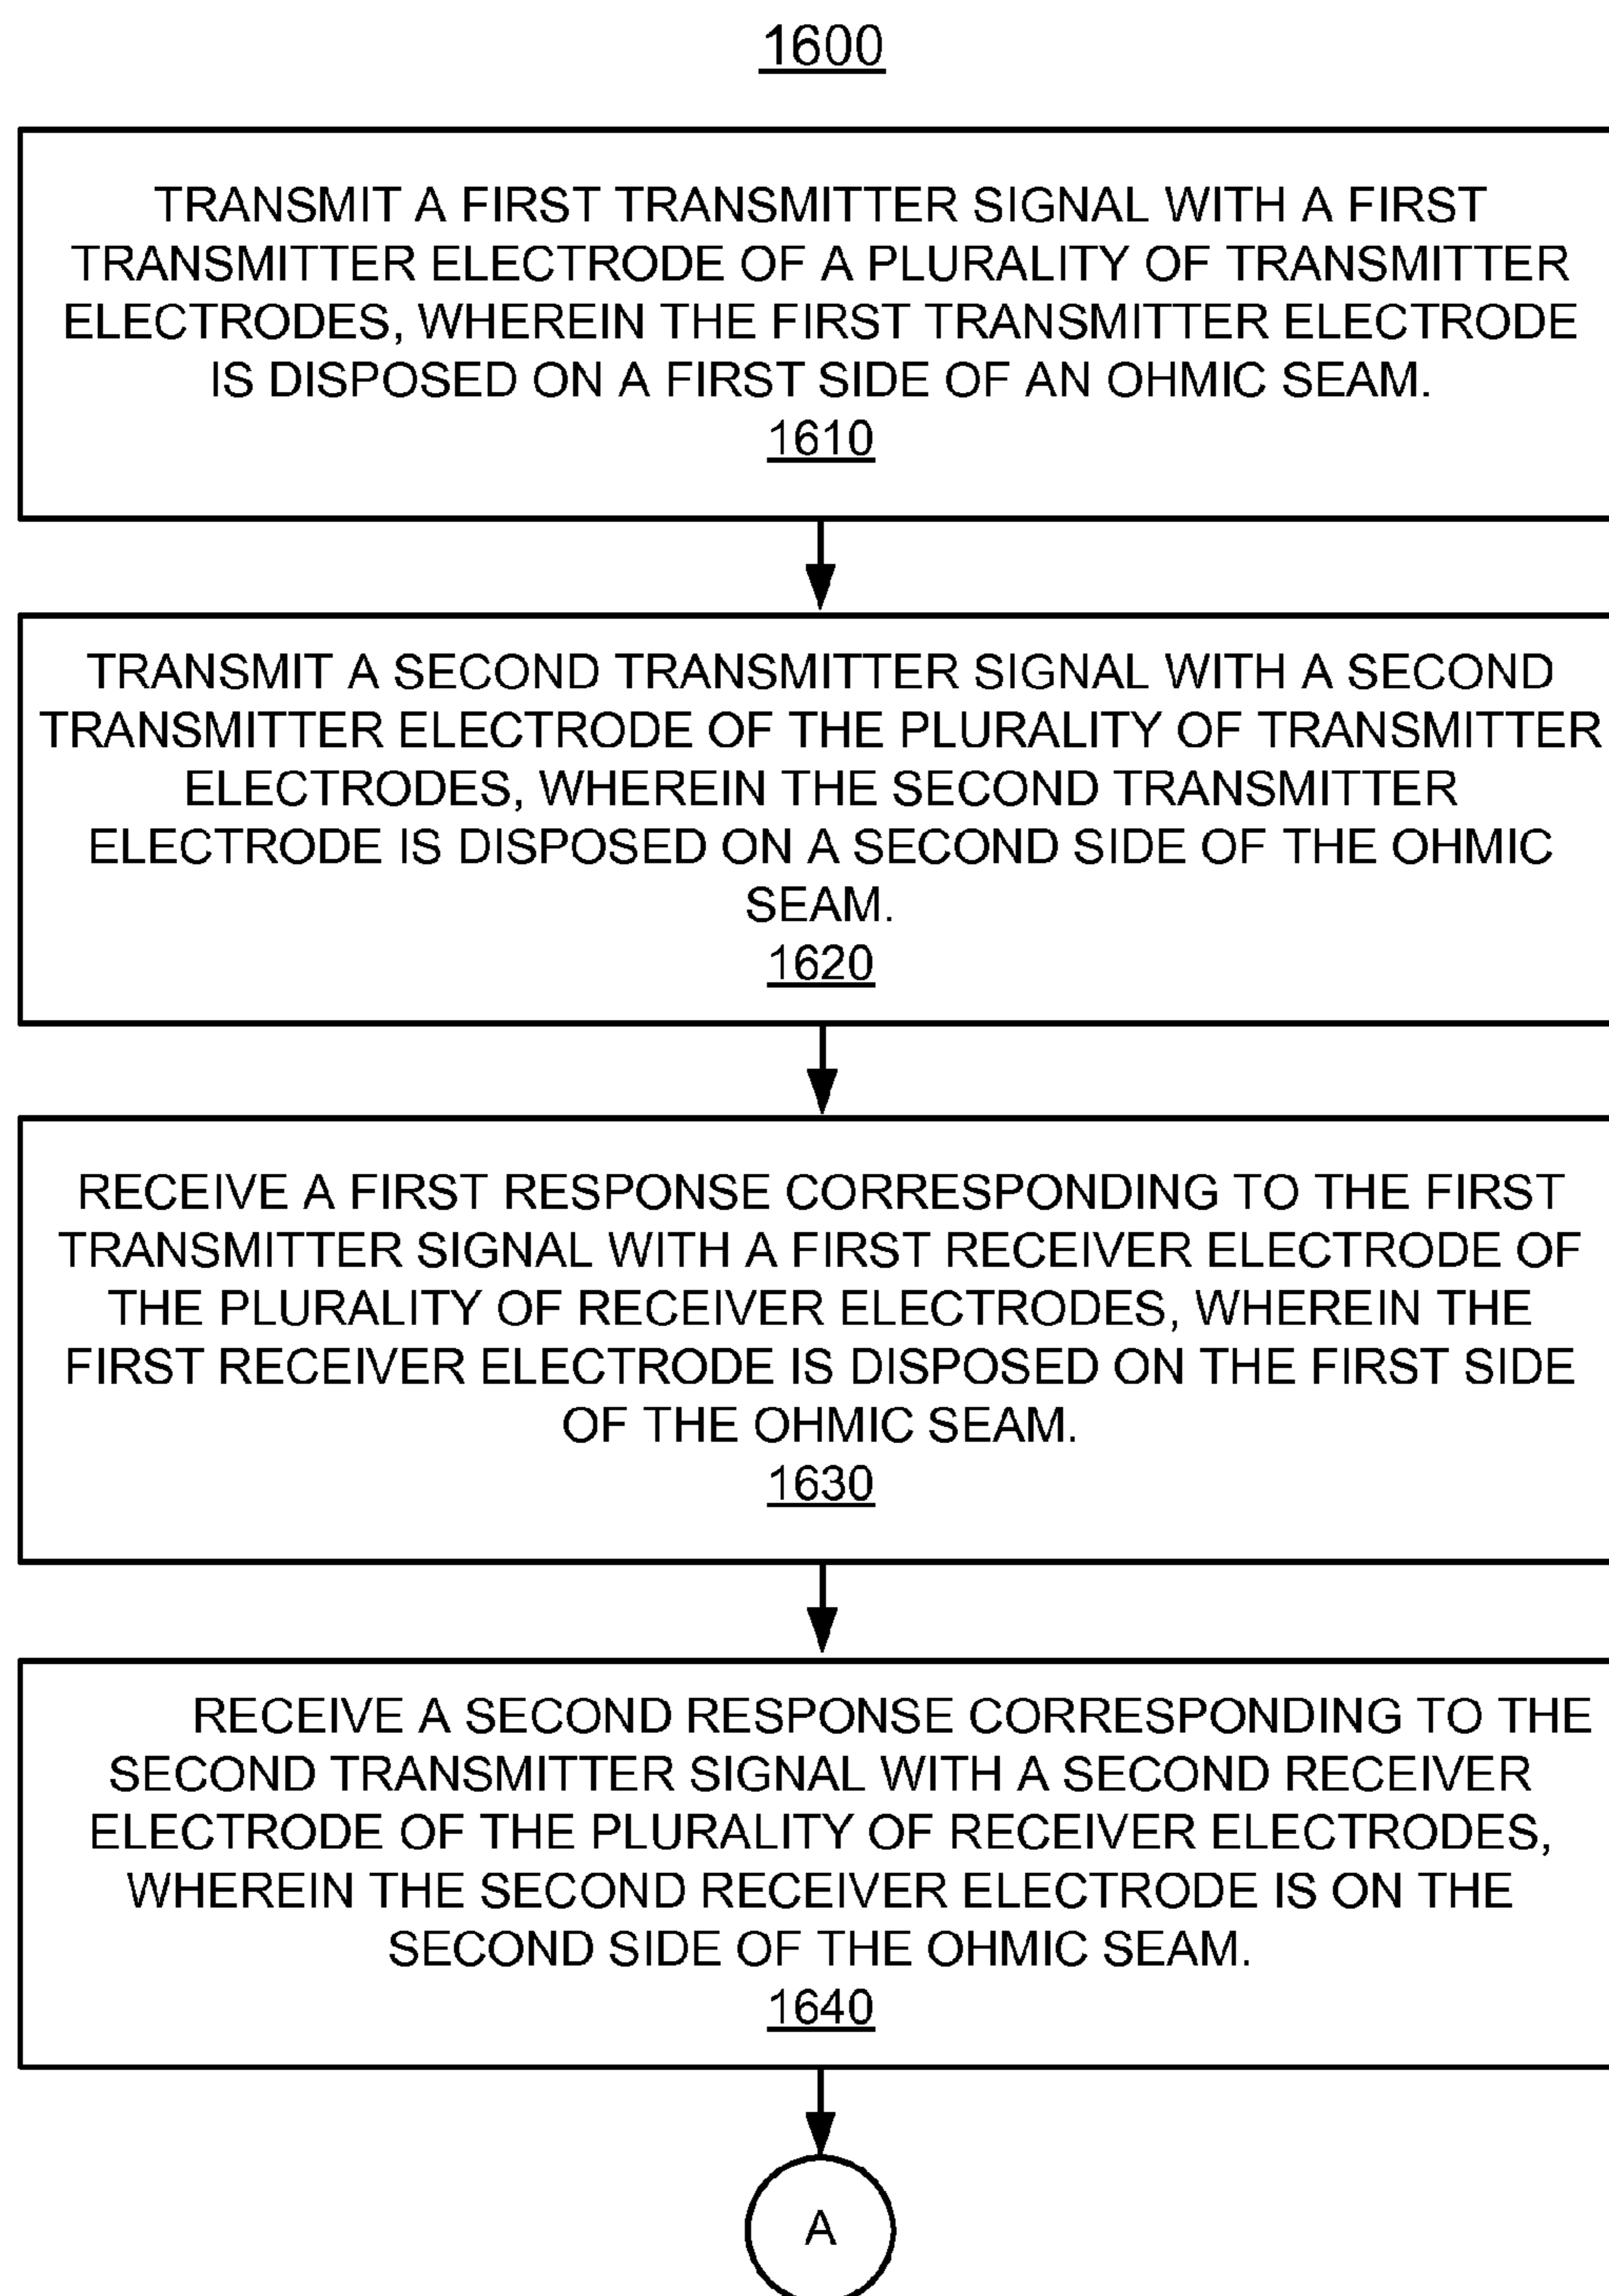 1600
TRANSMIT A FIRST TRANSMITTER SIGNAL WITH A FIRST
TRANSMITTER ELECTRODE OF A PLURALITY OF TRANSMITTER
ELECTRODES, WHEREIN THE FIRST TRANSMITTER ELECTRODE
IS DISPOSED ON A FIRST SIDE OF AN OHMIC SEAM.
1610
TRANSMIT A SECOND TRANSMITTER SIGNAL WITH A SECOND
TRANSMITTER ELECTRODE OF THE PLURALITY OF TRANSMITTER
ELECTRODES, WHEREIN THE SECOND TRANSMITTER
ELECTRODE IS DISPOSED ON A SECOND SIDE OF THE OHMIC
SEAM.
1620
RECEIVE A FIRST RESPONSE CORRESPONDING TO THE FIRST
TRANSMITTER SIGNAL WITH A FIRST RECEIVER ELECTRODE OF
THE PLURALITY OF RECEIVER ELECTRODES, WHEREIN THE
FIRST RECEIVER ELECTRODE IS DISPOSED ON THE FIRST SIDE
OF THE OHMIC SEAM.
1630
RECEIVE A SECOND RESPONSE CORRESPONDING TO THE
SECOND TRANSMITTER SIGNAL WITH A SECOND RECEIVER
ELECTRODE OF THE PLURALITY OF RECEIVER ELECTRODES,
WHEREIN THE SECOND RECEIVER ELECTRODE IS ON THE
SECOND SIDE OF THE OHMIC SEAM.
1640
A